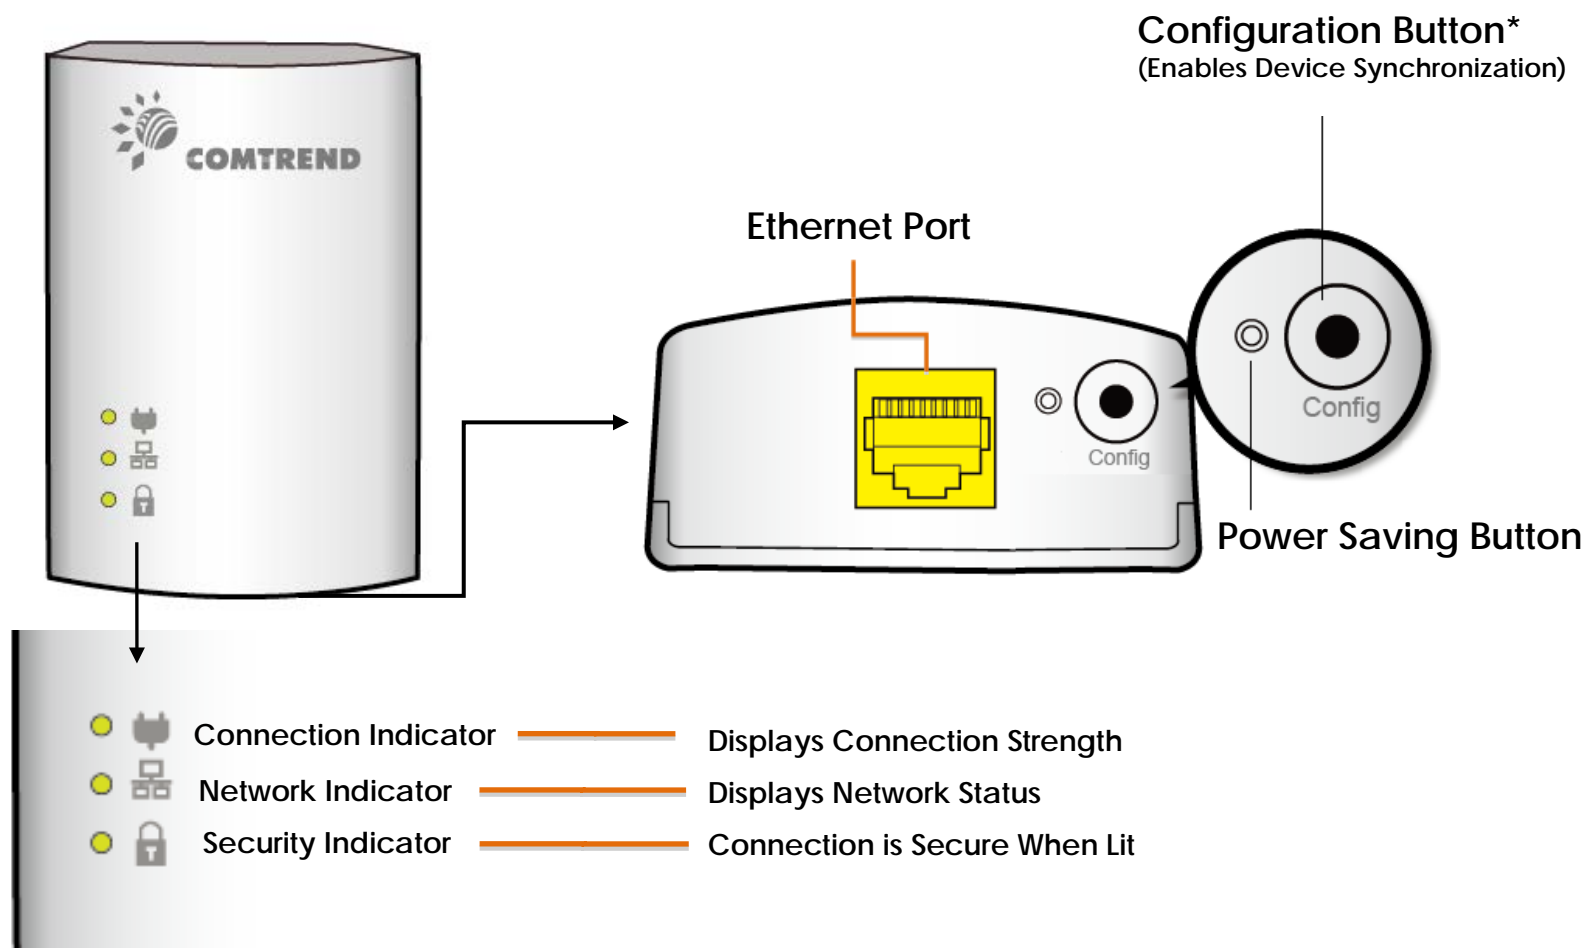 Configuration Button*
(Enables Device Synchronization)
COMTREND
Ethernet Port
Config
Config
Power Saving Button
Connection Indicator
Displays Connection Strength
Network Indicator
Displays Network Status
Security Indicator
Connection is Secure When Lit